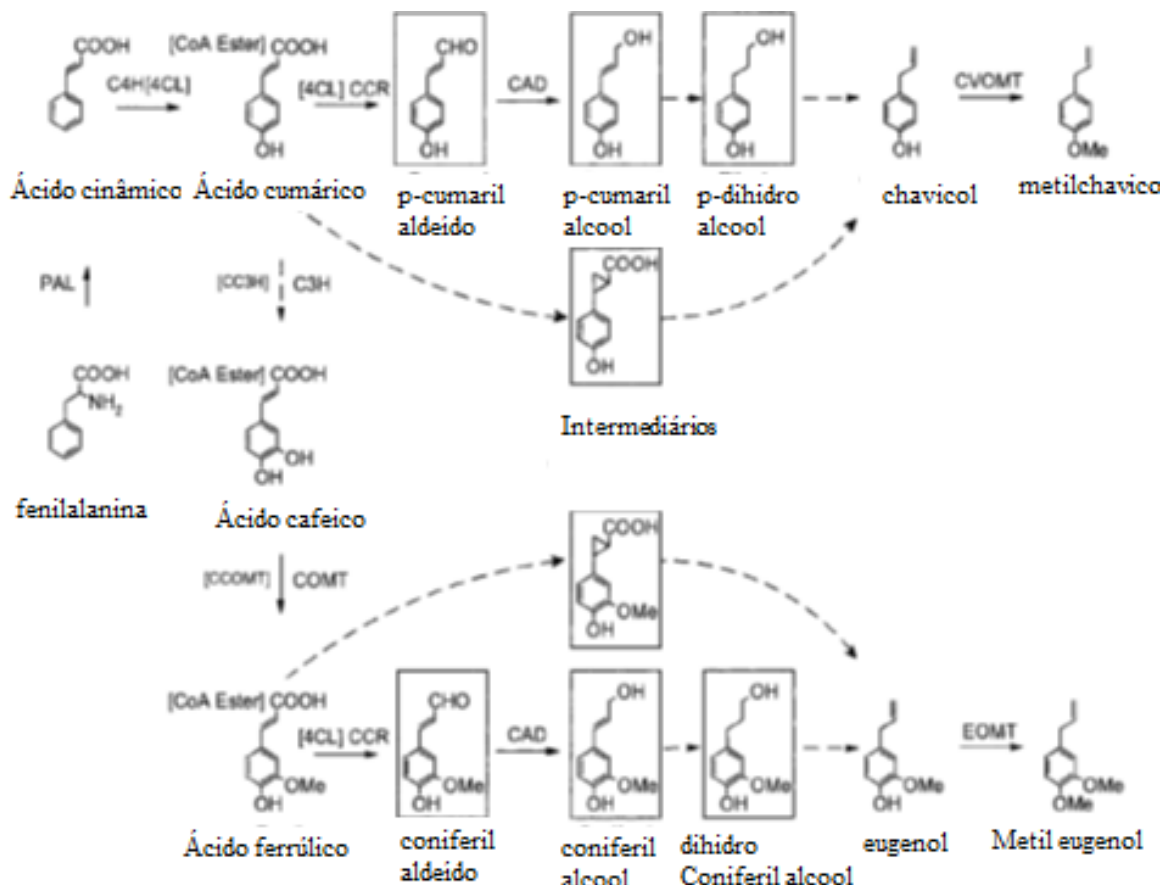 COOH
[CoA Ester] COOH
CHO
OH
OH
C4H[4CL]
[4CL] CCR
CAD
CVOMT
OH
OH
OH
OH
OH
OMe
Ácido cinâmico
Ácido cumárico
p-cumaril
aldeído
p-cumaril
alcool
p-dihidro
alcool
chavicol
metilchavico
PAL
[CC3H]
C3H
COOH
OH
COOH
NH2
[CoA Ester] COOH
OH
OH
Intermediários
fenilalanina
Ácido cafeico
COOH
[CCOMT]
COMT
OMe
OH
[CoA Ester] COOH
CHO
OH
OH
[4CL] CCR
CAD
EOMT
OMe
OH
OMe
OH
OMe
OH
OMe
OH
OMe
OH
OMe
OMe
Ácido ferrúlico
coniferil
aldeído
coniferil
alcool
dihidro
Coniferil alcool
eugenol
Metil eugenol